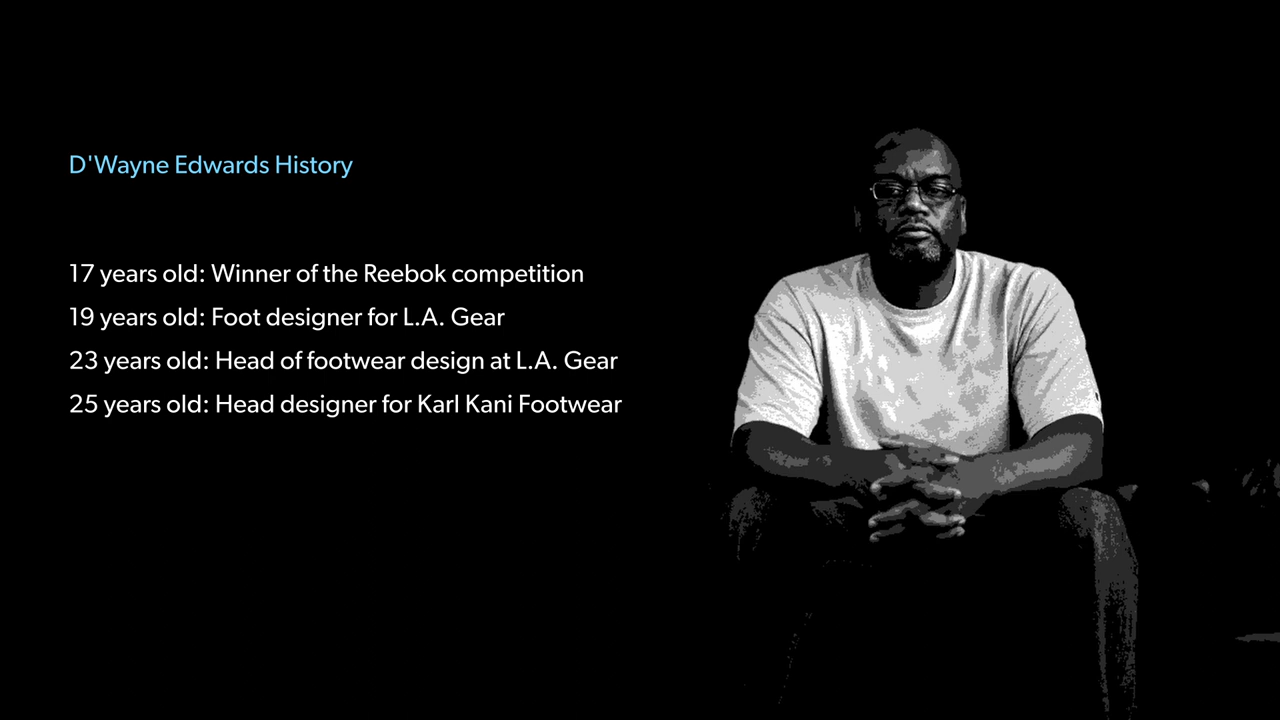 D'Wayne Edwards History
17 years old: Winner of the Reebok competition
19 years old: Foot designer for L.A. Gear
23 years old: Head of footwear design at L.A. Gear
25 years old: Head designer for Karl Kani Footwear